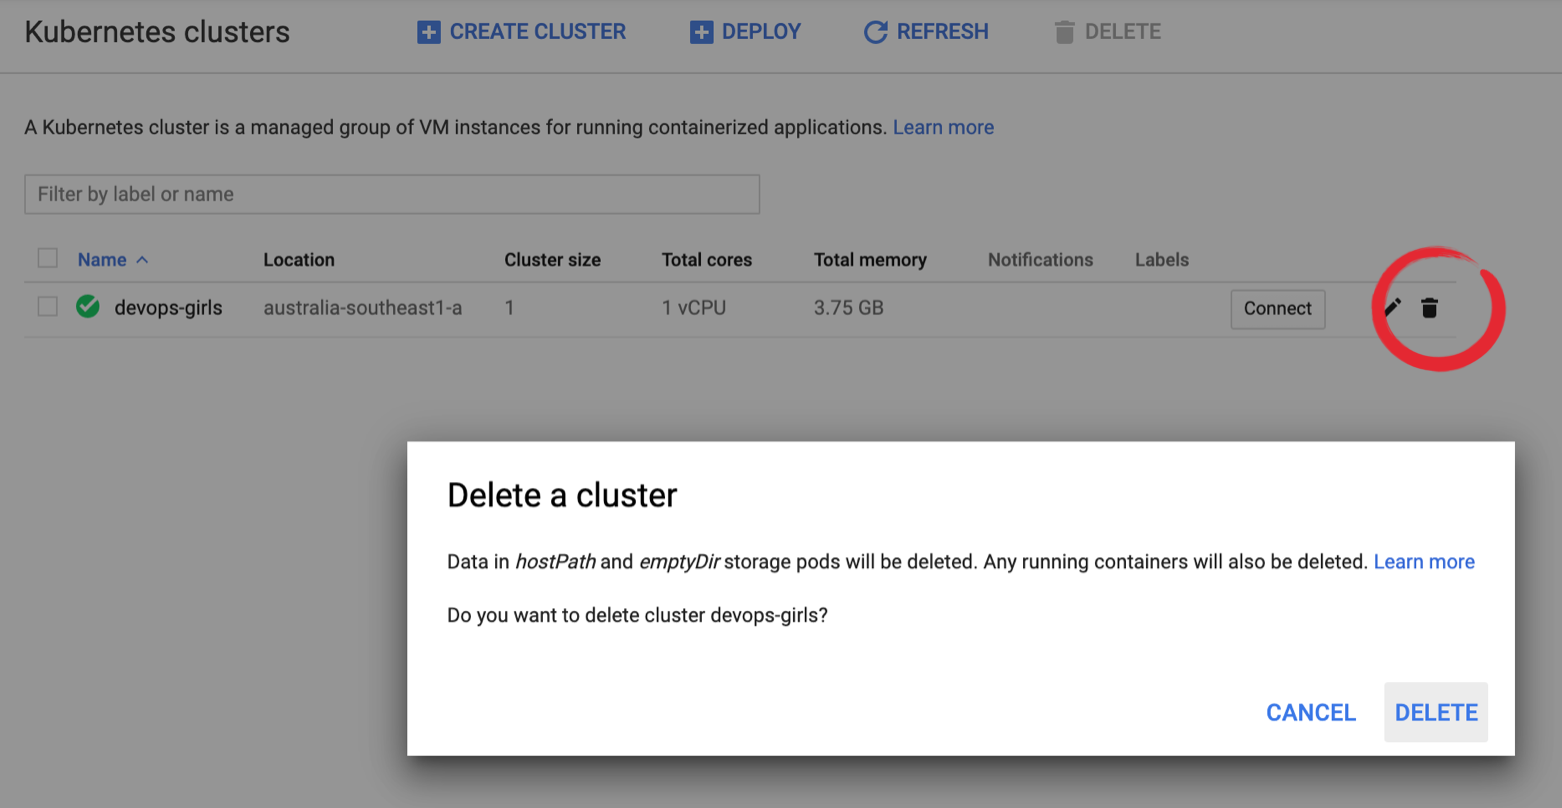 Kubernetes clusters CREATE CLUSTER DEPLOY REFRESH DELETE
A Kubernetes cluster is a managed group of VM instances for running containerized applications. Learn more
Filter by label or name
Name Location Cluster size Total cores Total memory Notifications Labels
devops-girls australia-southeast1-a 1 1 vCPU 3.75 GB Connect
Delete a cluster
Data in hostPath and emptyDir storage pods will be deleted. Any running containers will also be deleted. Learn more
Do you want to delete cluster devops-girls?
CANCEL DELETE